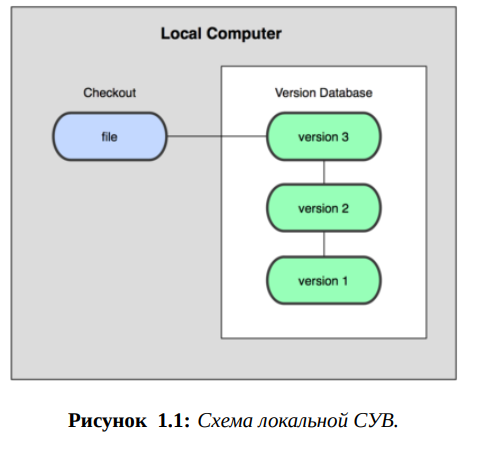 Local Computer
Checkout
Version Database
file
version 3
version 2
version 1
Рисунок 1.1: Схема локальной СУВ.